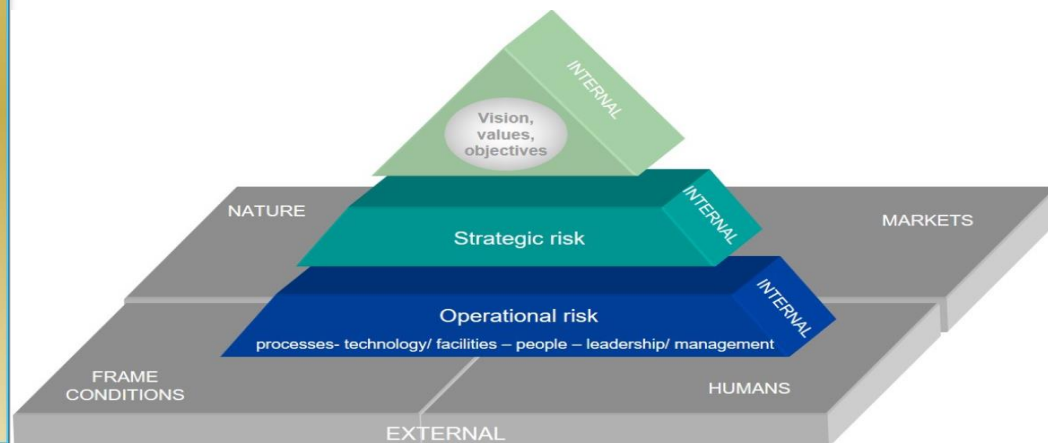 INTERNAL
Vision,
values,
objectives
INTERNAL
NATURE
MARKETS
Strategic risk
INTERNAL
Operational risk
processes- technology/ facilities – people – leadership/ management
FRAME
CONDITIONS
HUMANS
EXTERNAL